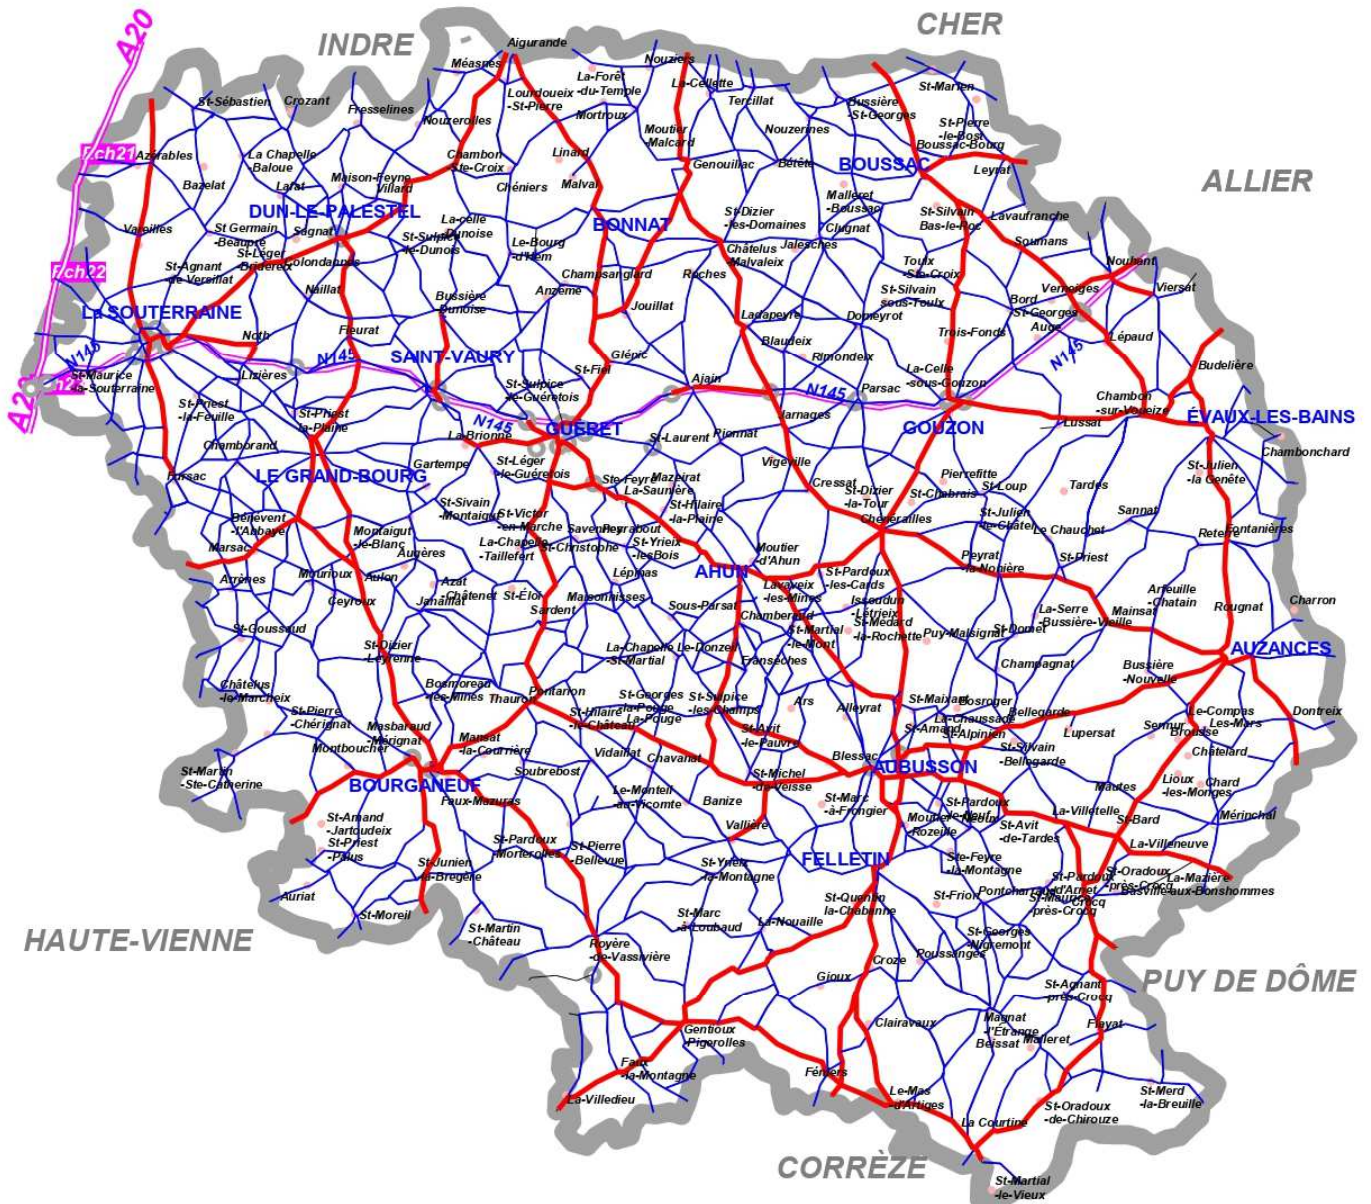 A20
INDRE
CHER
Aigurande
Méasnes
La-Forêt
-du-Temple
Nouziers
La-Cellette
St-Marien
St-Sébastien
Crozant
Fresselines
Nouzerolles
Lourdoueix
-St-Pierre
Mortroux
Tercillat
Bussière
-St-Georges
St-Pierre
-le-Bost
Boussac-Bourg
Moutier
-Malcard
Nouzerines
Azérables
La Chapelle
-Baloue
Chambon
-Ste-Croix
Linard
Genouillac
Bétête
BOUSSAC
Leyrat
ALLIER
Bazelat
Lafat
Maison-Feyne
Villard
Chéniers
Malval
Malleret
-Boussac
DUN-LE-PALESTEL
Vareilles
St Germain
-Beaupré
Sagnat
La-celle
-Dunoise
BONNAT
St-Dizier
-les-Domaines
Clugnat
St-Silvain
Bas-le-Roc
Lavaufranche
St-Léger
-Bridereix
Colondannes
St-Sulpice
-le-Dunois
Le-Bourg
-d'Hem
Châtelus
Malvaleix
Jalesches
Soumans
Rch22
St-Agnant
-de-Versillat
Champsanglard
Roches
Toulx
-Ste-Croix
Nouhant
Naillat
Bussière
-Dunoise
Anzême
Jouillat
St-Silvain
sous-Toulx
Bord
St-Georges
Verneiges
Viersat
La SOUTERRAINE
Ladapeyre
Domeyrot
Auge
Noth
Fleurat
Blaudeix
Trois-Fonds
Lépaud
N145
N145
SAINT-VAURY
Glépic
Rimondeix
N145
Budelière
St-Maurice
-la-Souterraine
Lizières
St-Fiel
Ajain
La-Celle
-sous-Gouzon
St-Sulpice
-le-Guérétois
N145
Parsac
Chambon
-sur-Voueize
A20
St-Priest
-la-Feuille
St-Priest
la-Plaine
N145
GUÉRET
Jarnages
GOUZON
Lussat
ÉVAUX-LES-BAINS
Chamborand
La-Brionne
St-Laurent
Pionnat
Chambonchard
Fursac
LE GRAND-BOURG
Gartempe
St-Léger
-le-Guéretois
Ste-Feyre
Mazeirat
La-Saunière
Vigeville
Cressat
Pierrefitte
St-Loup
St-Chabrais
Tardes
St-Julien
-la Genête
St-Sivain
-Montaigut
St-Victor
-en-Marche
St-Hilaire
-la-Plaine
St-Dizier
-la-Tour
Chénérailles
St-Julien
-le-Châtel
Sannat
Bénévent
-l'Abbaye
Montaigut
-le-Blanc
La-Chapelle
-Taillefert
Savennes
Peyrabout
St-Christophe
St-Yrieix
-lesBois
Le Chauchet
Reterre
Fontanières
Marsac
Augères
Moutier
-d'Ahun
Peyrat
-la-Nonière
St-Priest
Arrènes
Mourioux
Aulon
Azat
-Châtenet
St-Éloi
Lépinas
AHUN
Lavaveix
-les-Mines
St-Pardoux
-les-Cards
Arfeuille
-Chatain
Ceyroux
Janaillat
Sardent
Maisonnisses
Sous-Parsat
Chamberaud
Issoudun
-Létrieix
La-Serre
-Bussière-Vieille
Mainsat
Rougnat
Charron
St-Goussaud
St-Dizier
-Leyrenne
St-Martial
-le-Mont
St-Médard
-la-Rochette
Puy-Malsignat
St-Domet
La-Chapelle
-St-Martial
Le-Donzeil
Fransèches
Champagnat
Bussière
-Nouvelle
AUZANCES
Châtelus
-le-Marcheix
Bosmoreau
-les-Mines
Thauron
Pontarion
St-Georges
-la-Pouge
La-Pouge
St-Sulpice
-les-Champs
Ars
Alleyrat
St-Maixant
Bosroger
Bellegarde
St-Pierre
-Chérignat
St-Hilaire
-le-Château
St-Amand
La-Chaussade
St-Alpinien
Lupersat
Sermur
Brousse
Le-Compas
Les-Mars
Dontreix
Montboucher
Masbaraud
-Mérignat
Mansat
-la-Courrière
Vidaillat
Chavanat
St-Avit
-le-Pauvre
Blessac
St-Silvain
-Bellegarde
Châtelard
St-Martin
-Ste-Catherine
BOURGANEUF
Soubrebost
St-Michel
-de-Veisse
AUBUSSON
Lioux
-les-Monges
Chard
Faux-Mazuras
Le-Monteil
-au-Vicomte
Banize
St-Marc
-à-Frongier
St-Pardoux
-le-Neuf
Néoux
Mautes
La-Villetelle
Mérinchal
St-Amand
-Jartoudeix
St-Priest
-Palus
Vallière
Moutier
-Rozeille
St-Avit
-de-Tardes
St-Bard
St-Pardoux
-Morterolles
St-Pierre
-Bellevue
FELLETIN
La-Villeneuve
St-Junien
-la-Bregère
St-Yrieix
-la-Montagne
Ste-Feyre
-la-Montagne
St-Oradoux
-près-Crocq
La-Mazière
Basville-aux-Bonshommes
Auriat
St-Moreil
St-Quentin
la-Chabanne
St-Frion
Pontcharraud
St-Pardoux
-d'Arnet
St-Maurice
-près-Crocq
Crocq
HAUTE-VIENNE
St-Martin
-Château
St-Marc
-à-Loubaud
La-Nouaille
St-Georges
-Nigremont
Royère
-de-Vassivière
Croze
Poussanges
Gioux
St-Agnant
-près-Crocq
PUY DE DÔME
Gentioux
-Pigerolles
Clairavaux
Magnat
-l'Étrange
Beissat
Malleret
Flayat
Faux
-la-Montagne
Féniers
Le-Mas
-d'Artiges
La-Villedieu
St-Merd
-la-Breuille
La Courtine
St-Oradoux
-de-Chirouze
CORRÈZE
St-Martial
-le-Vieux